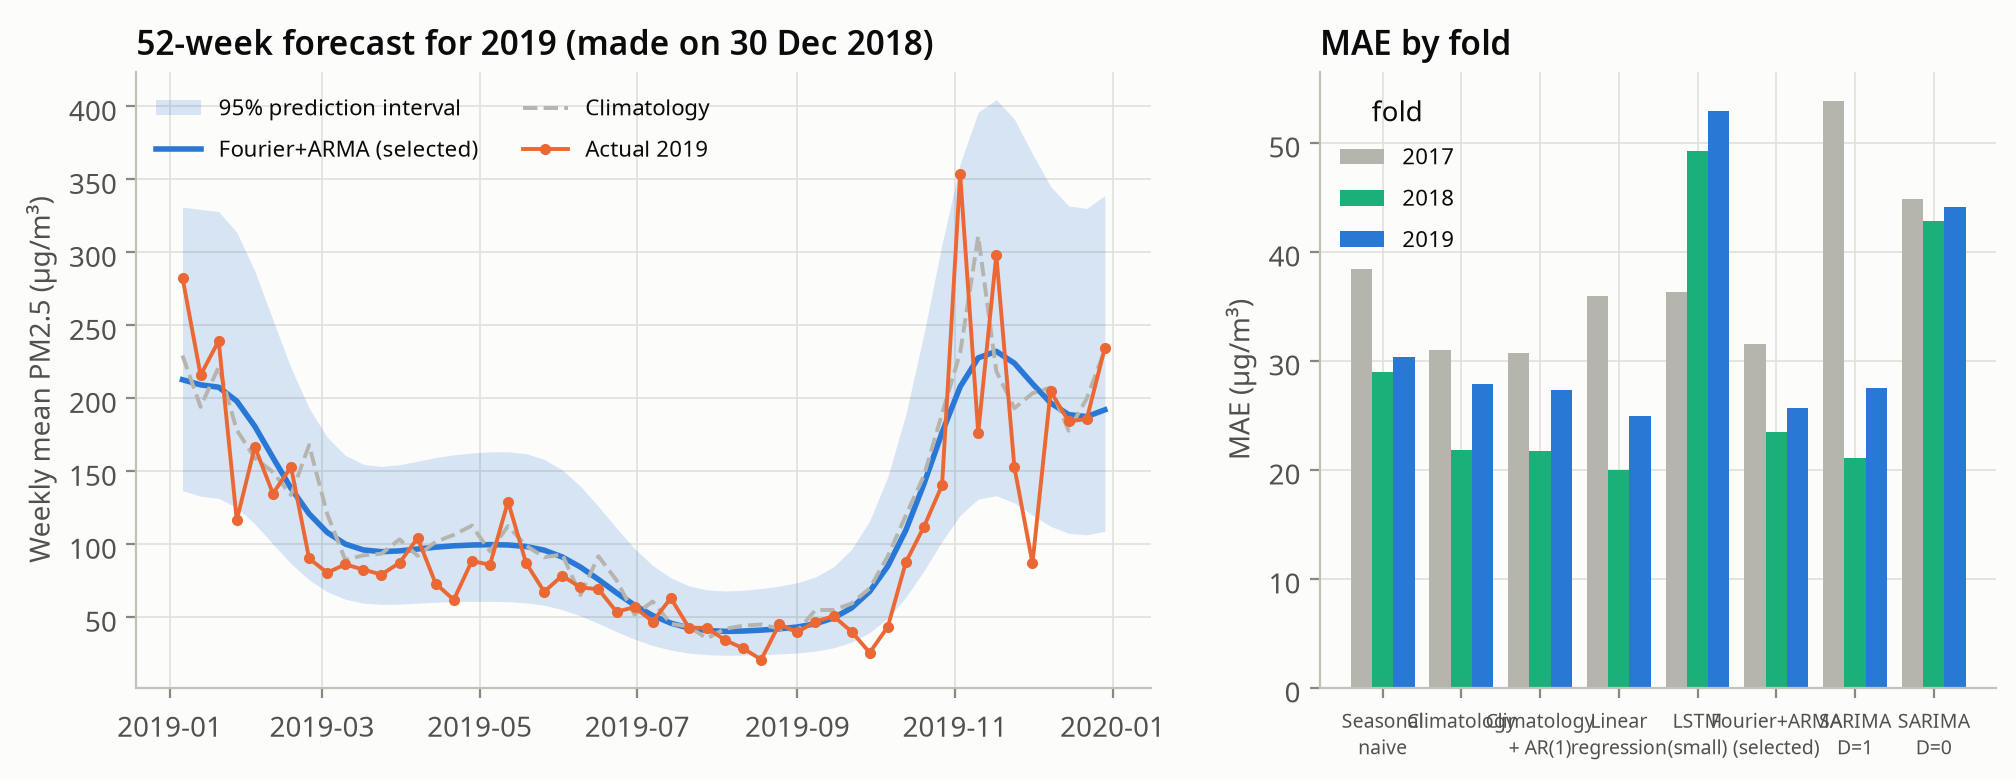 52-week forecast for 2019 (made on 30 Dec 2018)
95% prediction interval
Fourier+ARMA (selected)
Climatology
Actual 2019
Weekly mean PM2.5 (µg/m³)
400
350
300
250
200
150
100
50
2019-01 2019-03 2019-05 2019-07 2019-09 2019-11 2020-01
MAE by fold
fold
2017
2018
2019
MAE (µg/m³)
50
40
30
20
10
0
Seasonal
naive
Climatology
Climatology
+ AR(1)
Linear
regression
LSTM
(small)
Fourier+ARMA
(selected)
SARIMA
D=1
SARIMA
D=0